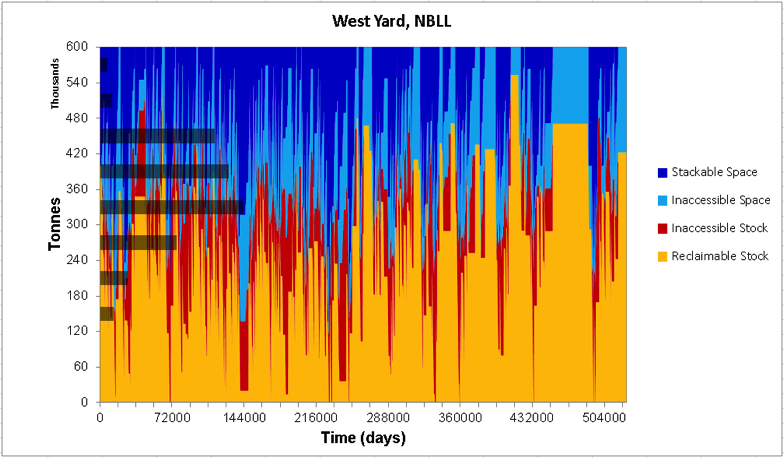 West Yard, NBLL
Thousands
Tonnes
600
540
480
420
360
300
240
180
120
60
0
0 72000 144000 216000 288000 360000 432000 504000
Time (days)
Stackable Space
Inaccessible Space
Inaccessible Stock
Reclaimable Stock